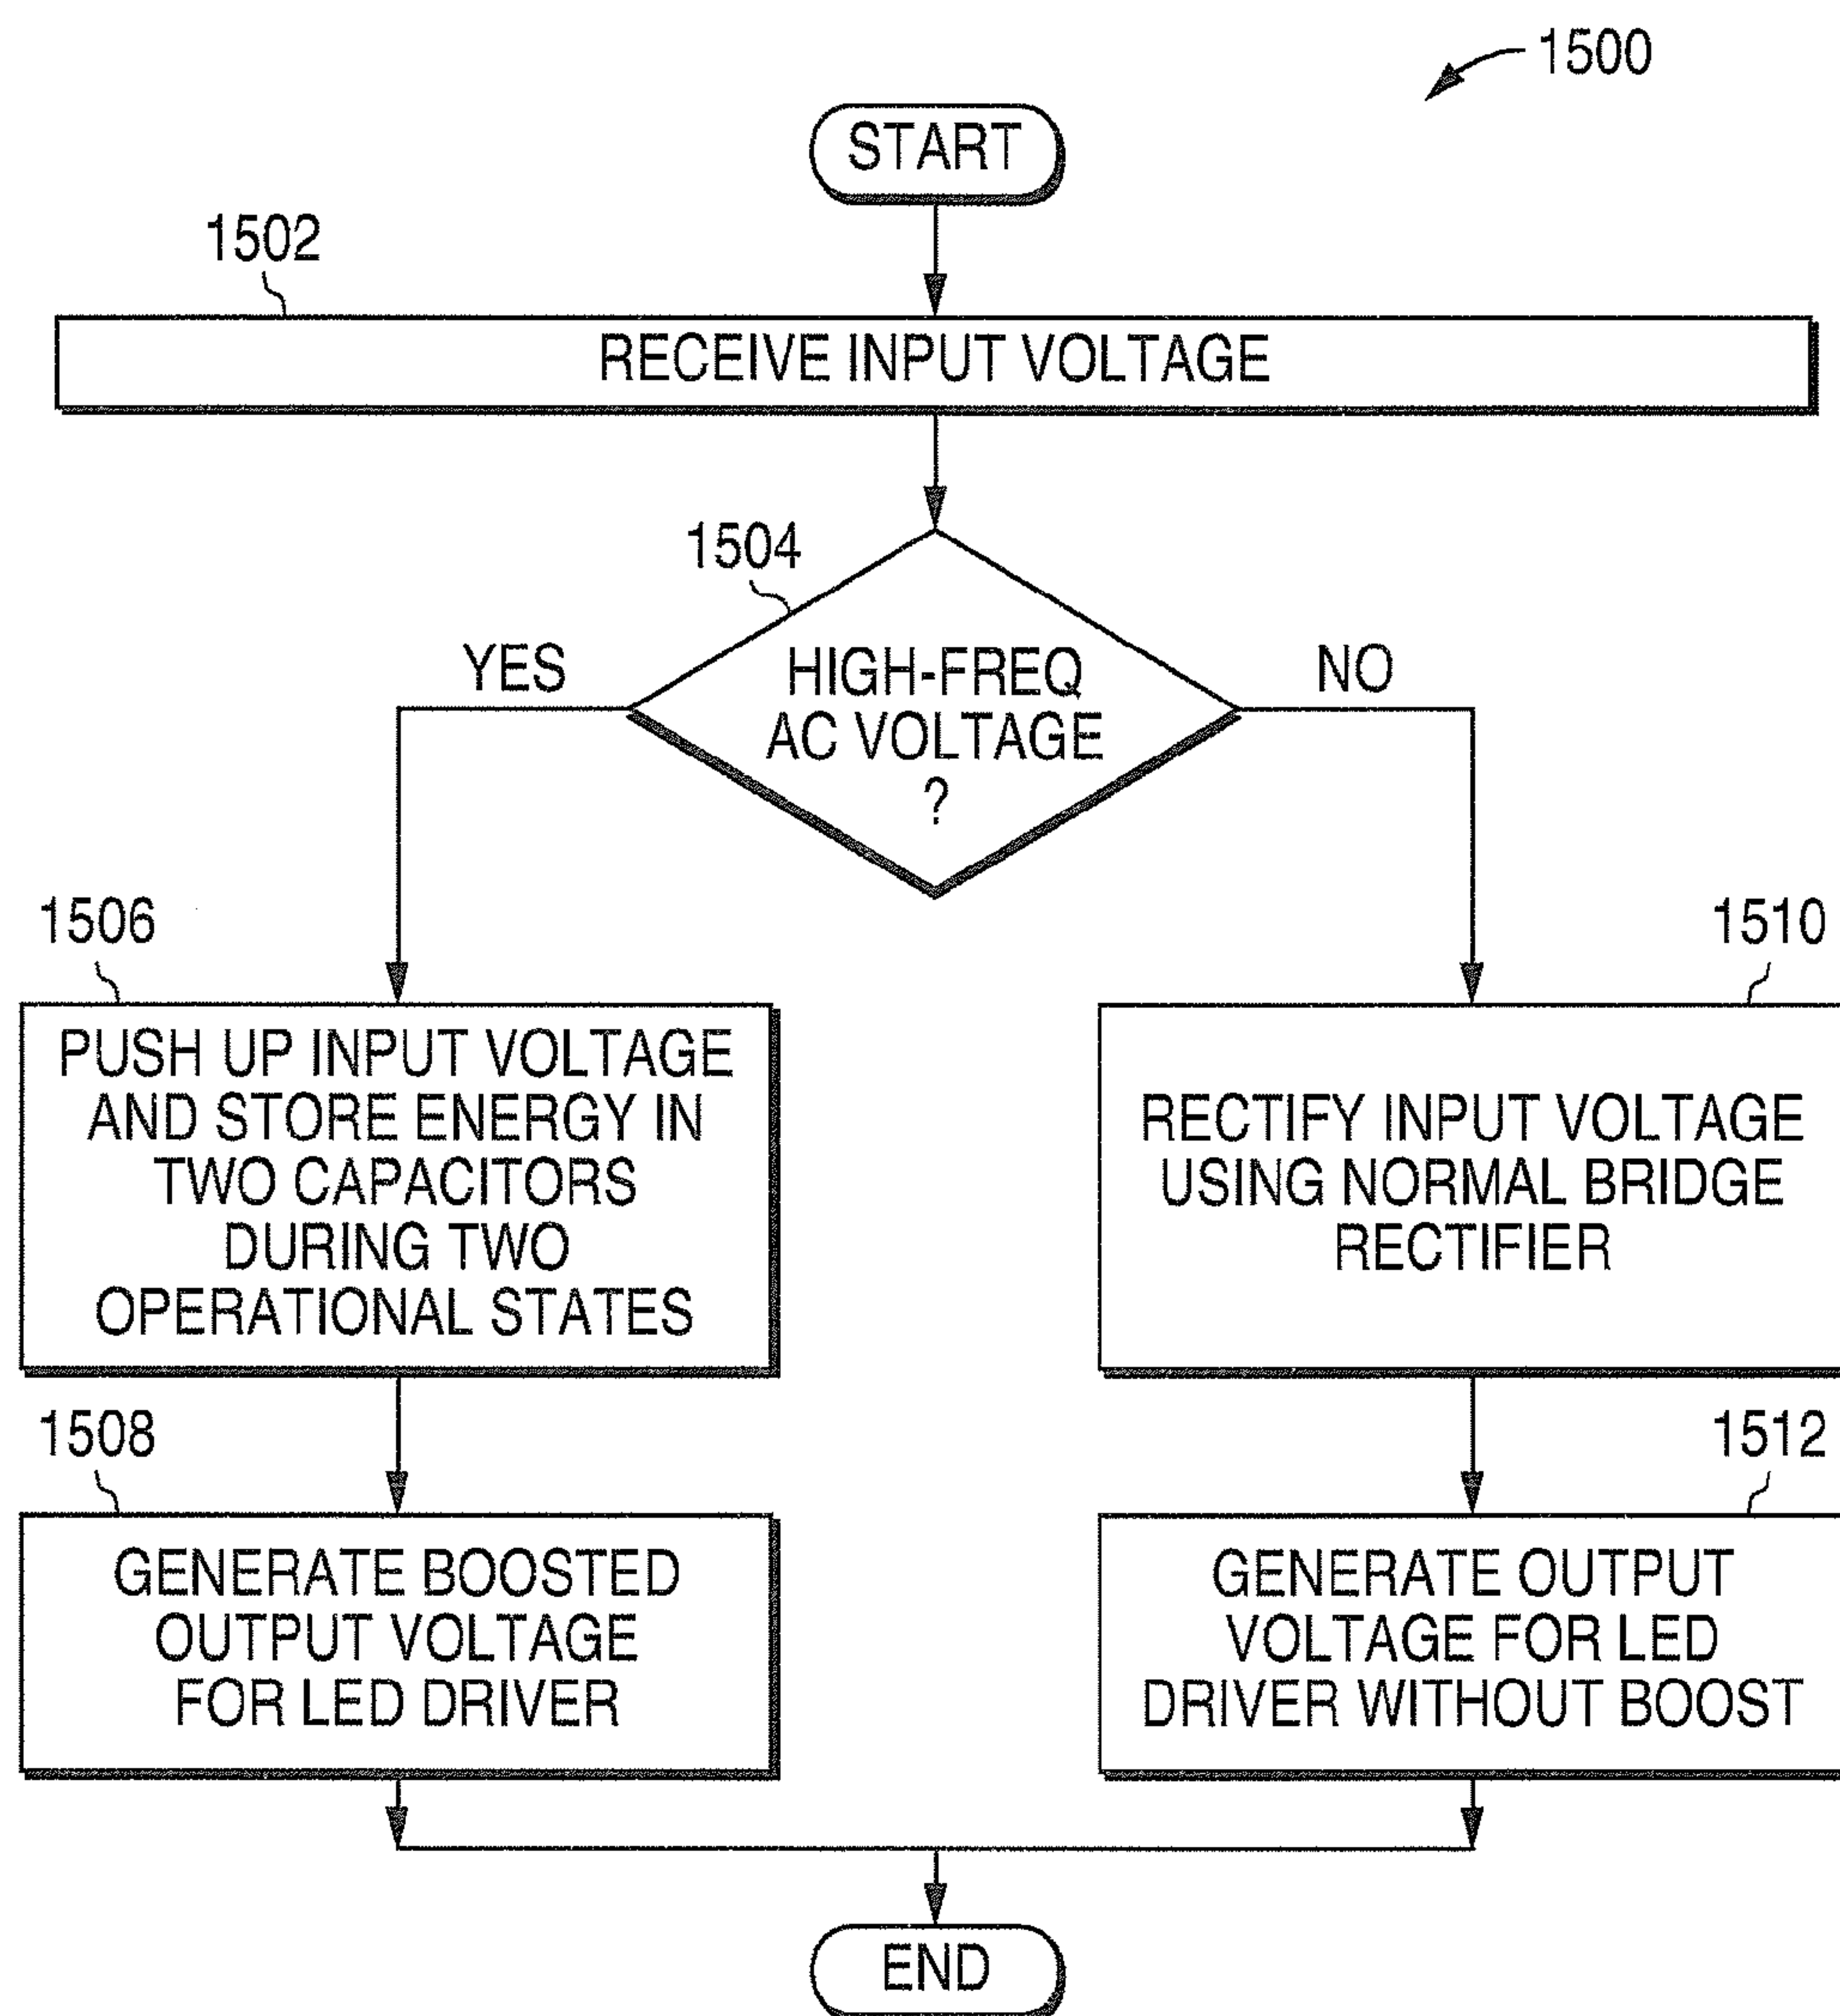 1500
START
1502
RECEIVE INPUT VOLTAGE
1504
YES
HIGH-FREQ
AC VOLTAGE
?
NO
1506
PUSH UP INPUT VOLTAGE
AND STORE ENERGY IN
TWO CAPACITORS
DURING TWO
OPERATIONAL STATES
1510
RECTIFY INPUT VOLTAGE
USING NORMAL BRIDGE
RECTIFIER
1508
GENERATE BOOSTED
OUTPUT VOLTAGE
FOR LED DRIVER
1512
GENERATE OUTPUT
VOLTAGE FOR LED
DRIVER WITHOUT BOOST
END